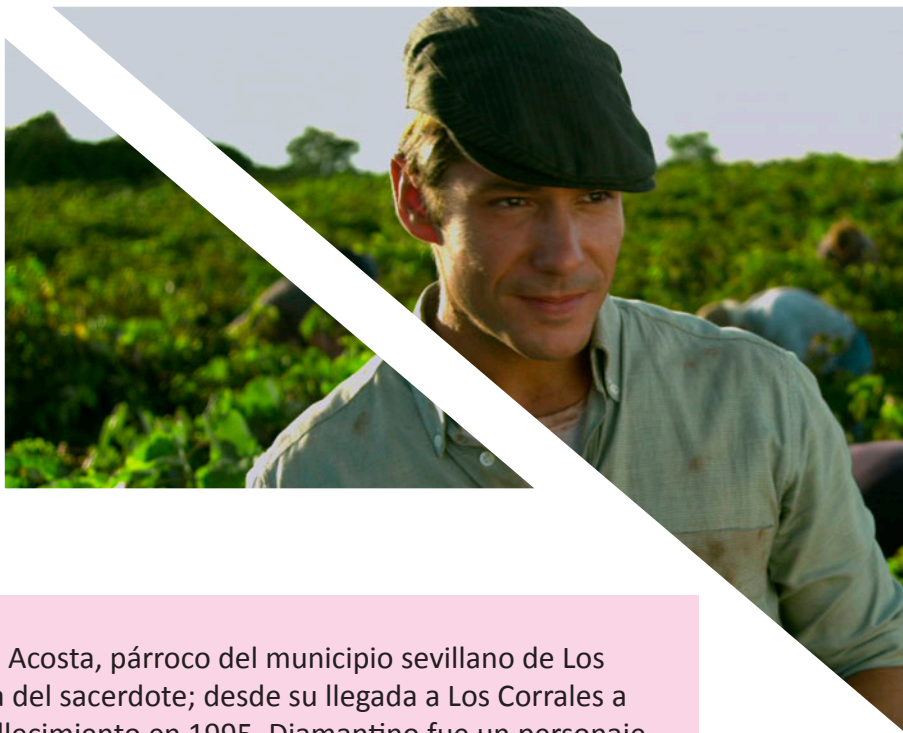 Acosta, párroco del municipio sevillano de Los
del sacerdote; desde su llegada a Los Corrales a
en 1995, Diamantino fue un personaje